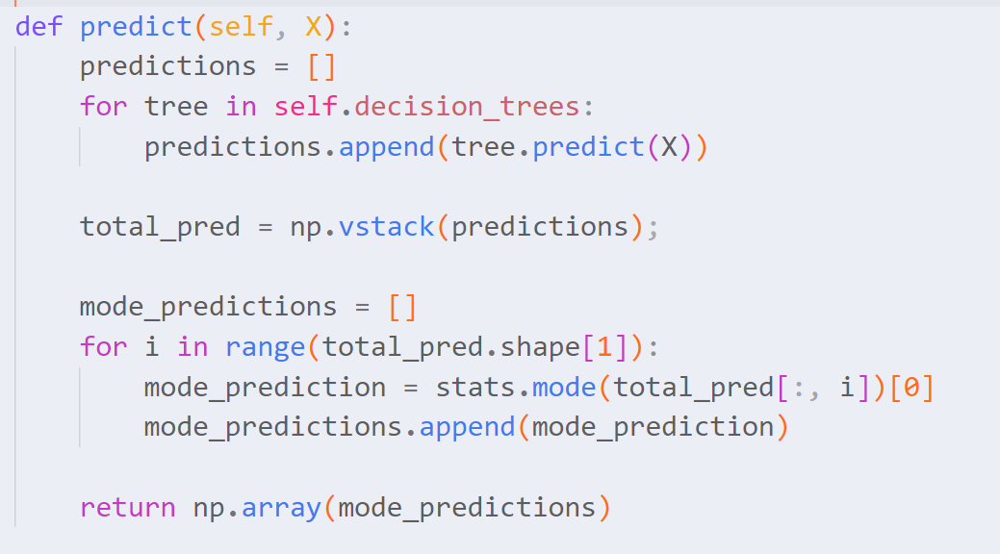 def predict(self, X):
    predictions = []
    for tree in self.decision_trees:
        predictions.append(tree.predict(X))

    total_pred = np.vstack(predictions);

    mode_predictions = []
    for i in range(total_pred.shape[1]):
        mode_prediction = stats.mode(total_pred[:, i])[0]
        mode_predictions.append(mode_prediction)

    return np.array(mode_predictions)